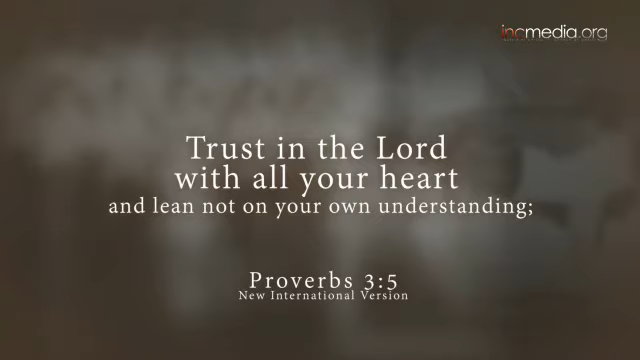 incmedia.org
Trust in the Lord
with all your heart
and lean not on your own understanding;
Proverbs 3:5
New International Version